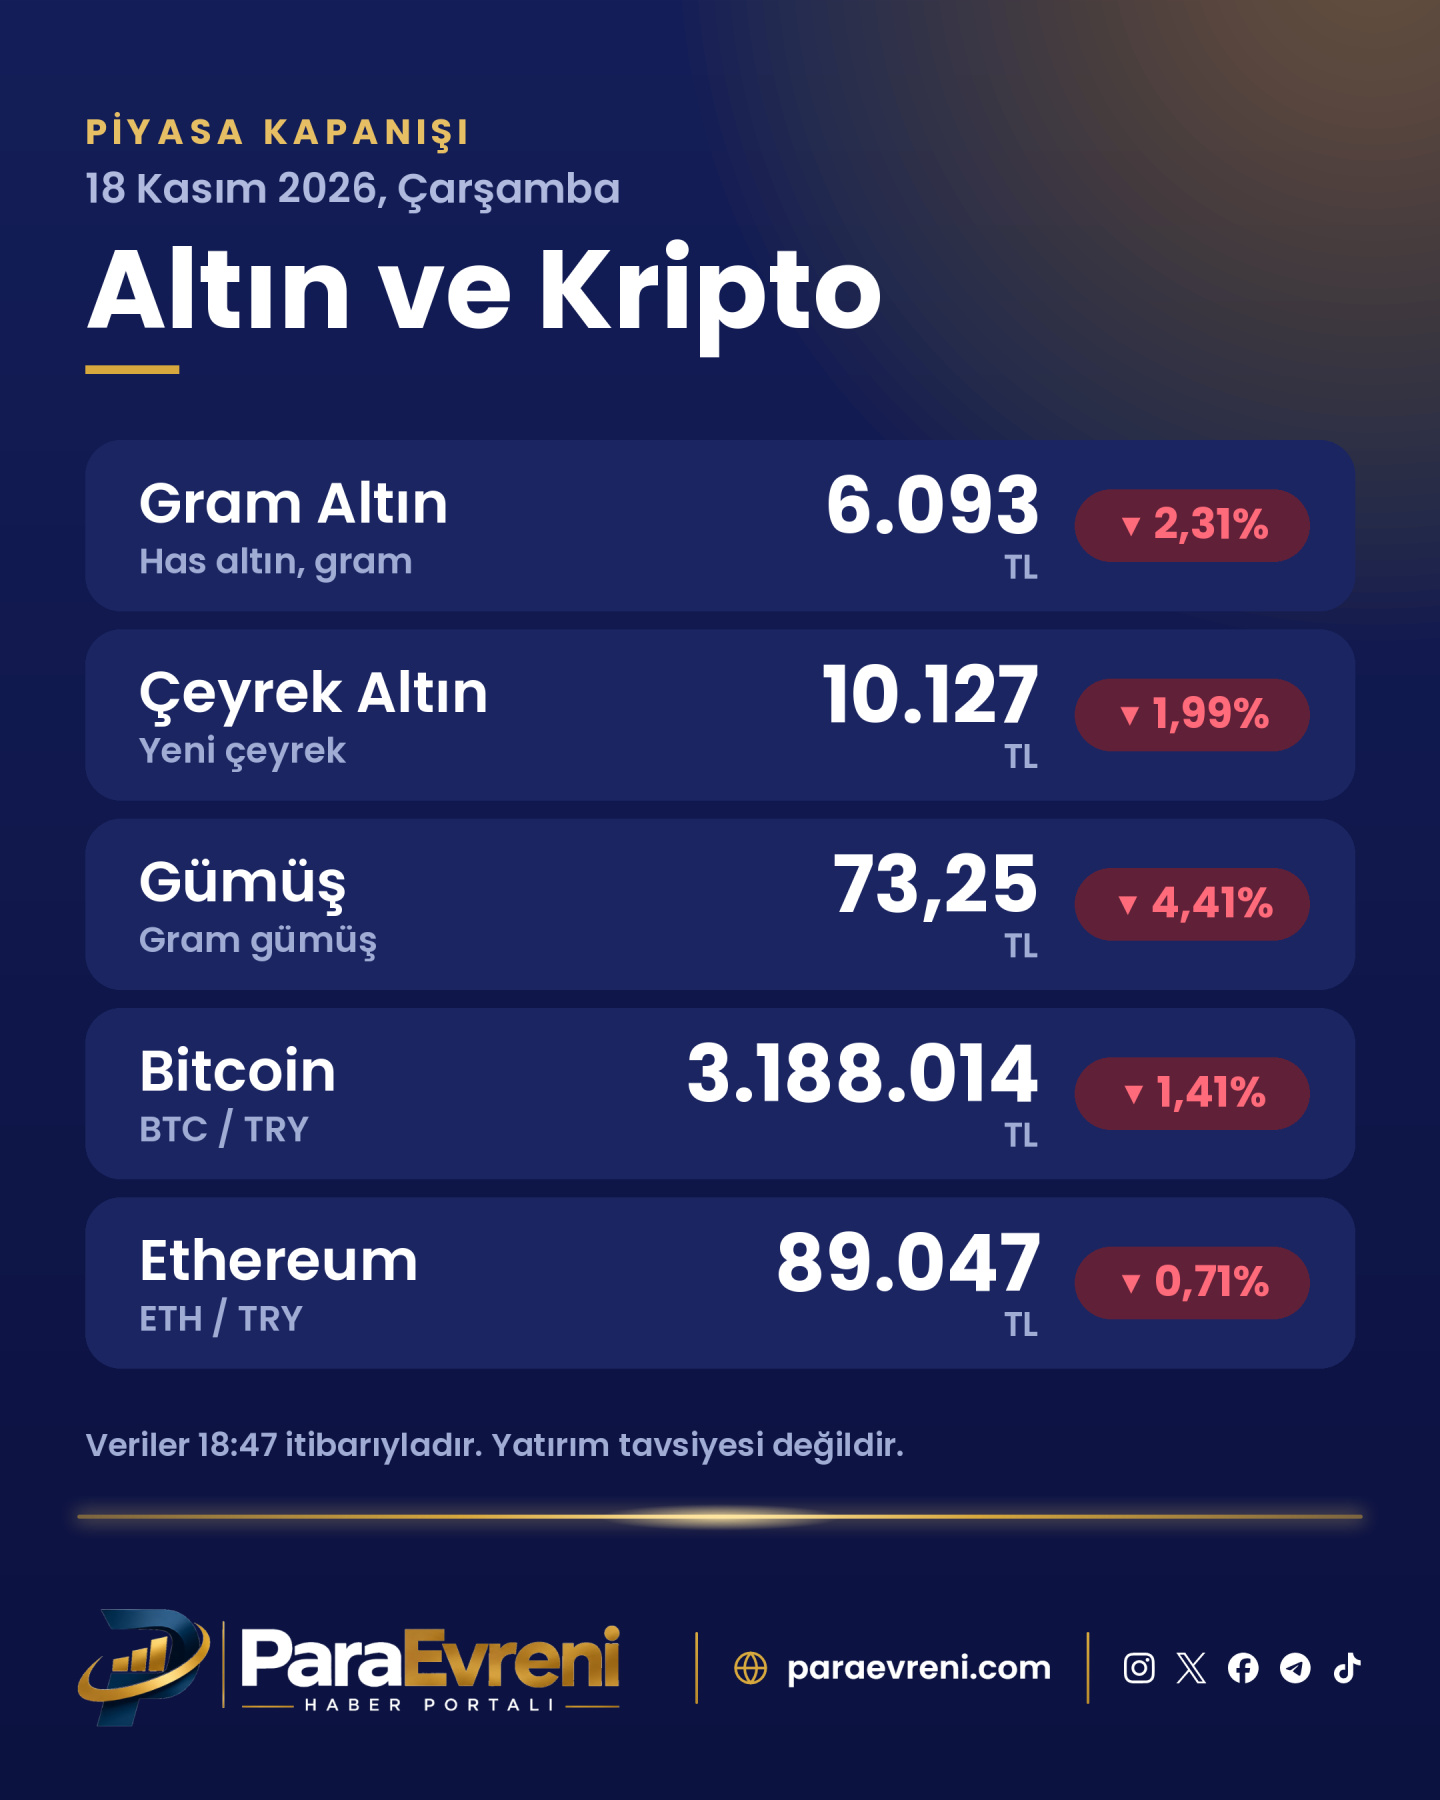 PİYASA KAPANIŞI
18 Kasım 2026, Çarşamba
Altın ve Kripto
Gram Altın
Has altın, gram
6.093
TL
▼ 2,31%
Çeyrek Altın
Yeni çeyrek
10.127
TL
▼ 1,99%
Gümüş
Gram gümüş
73,25
TL
▼ 4,41%
Bitcoin
BTC / TRY
3.188.014
TL
▼ 1,41%
Ethereum
ETH / TRY
89.047
TL
▼ 0,71%
Veriler 18:47 itibarıyladır. Yatırım tavsiyesi değildir.
ParaEvreni
HABER PORTALI
paraevreni.com